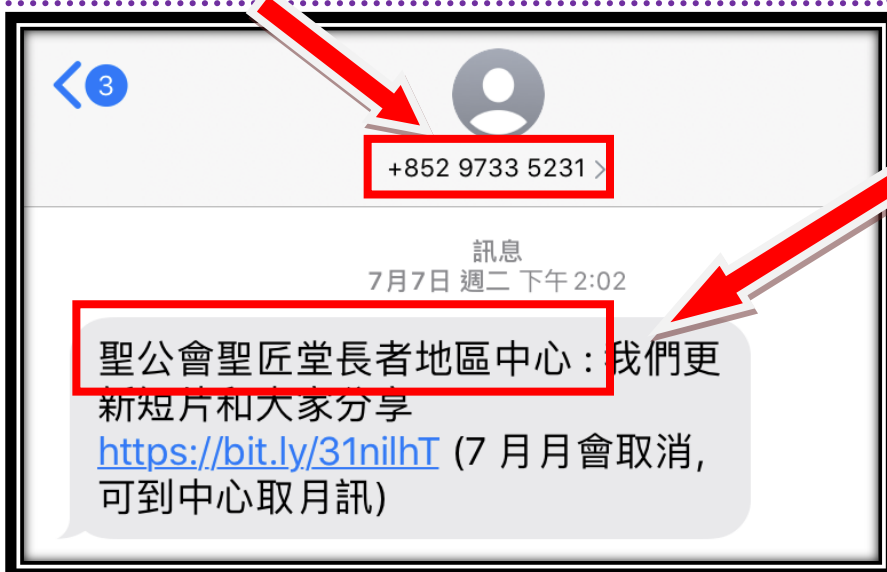 3
+852 9733 5231 >
訊息
7月7日 週二 下午 2:02
聖公會聖匠堂長者地區中心 : 我們更
新短片和大家分享
https://bit.ly/31nilhT (7 月月會取消,
可到中心取月訊)